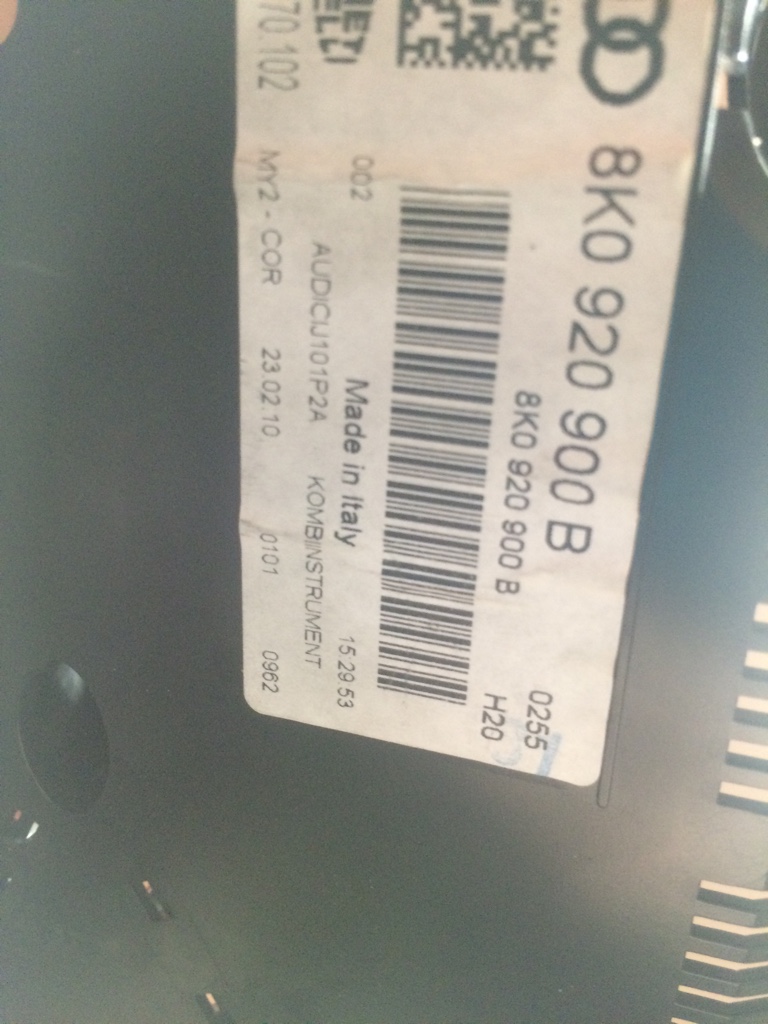 8K0 920 900 B
8K0 920 900 B
0255
H20
002
Made in Italy
15:29:53
AUDICIJ101P2A
KOMBIINSTRUMENT
70.102
MY2 - COR
23.02.10
0101
0962